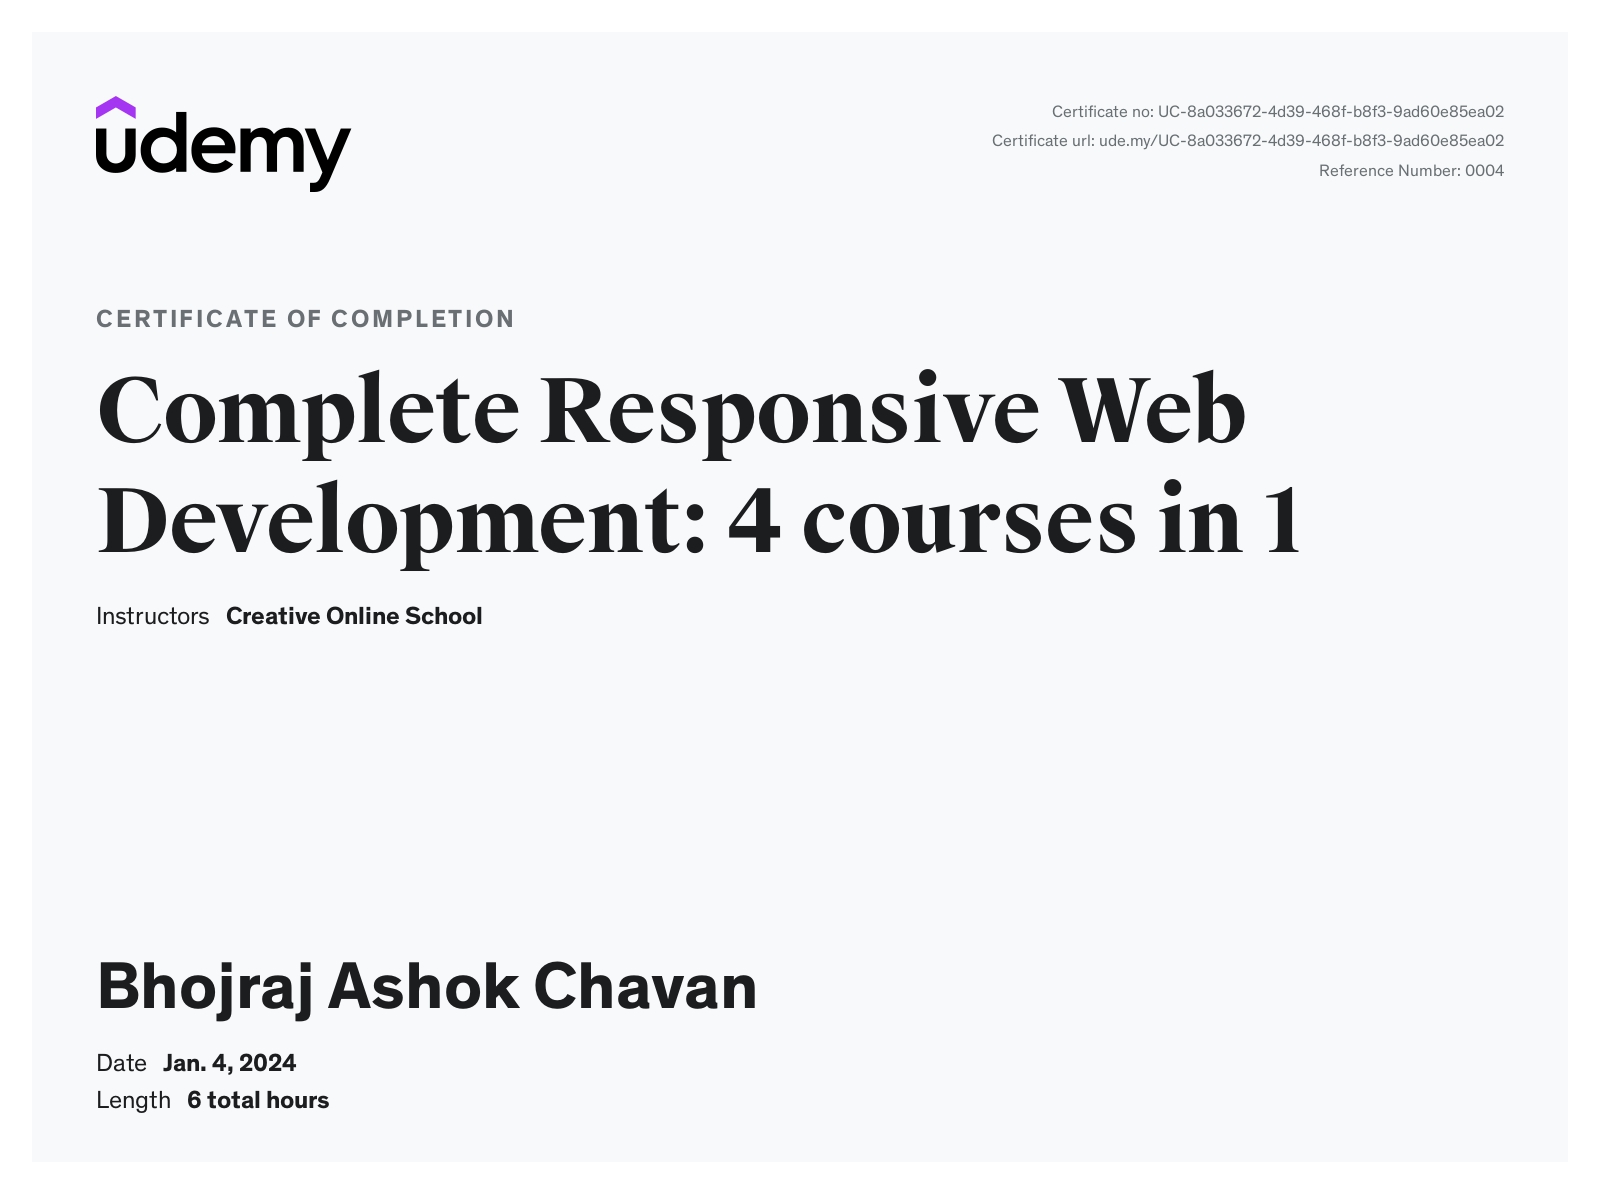 udemy
Certificate no: UC-8a033672-4d39-468f-b8f3-9ad60e85ea02
Certificate url: ude.my/UC-8a033672-4d39-468f-b8f3-9ad60e85ea02
Reference Number: 0004
CERTIFICATE OF COMPLETION
Complete Responsive Web
Development: 4 courses in 1
Instructors Creative Online School
Bhojraj Ashok Chavan
Date Jan. 4, 2024
Length 6 total hours